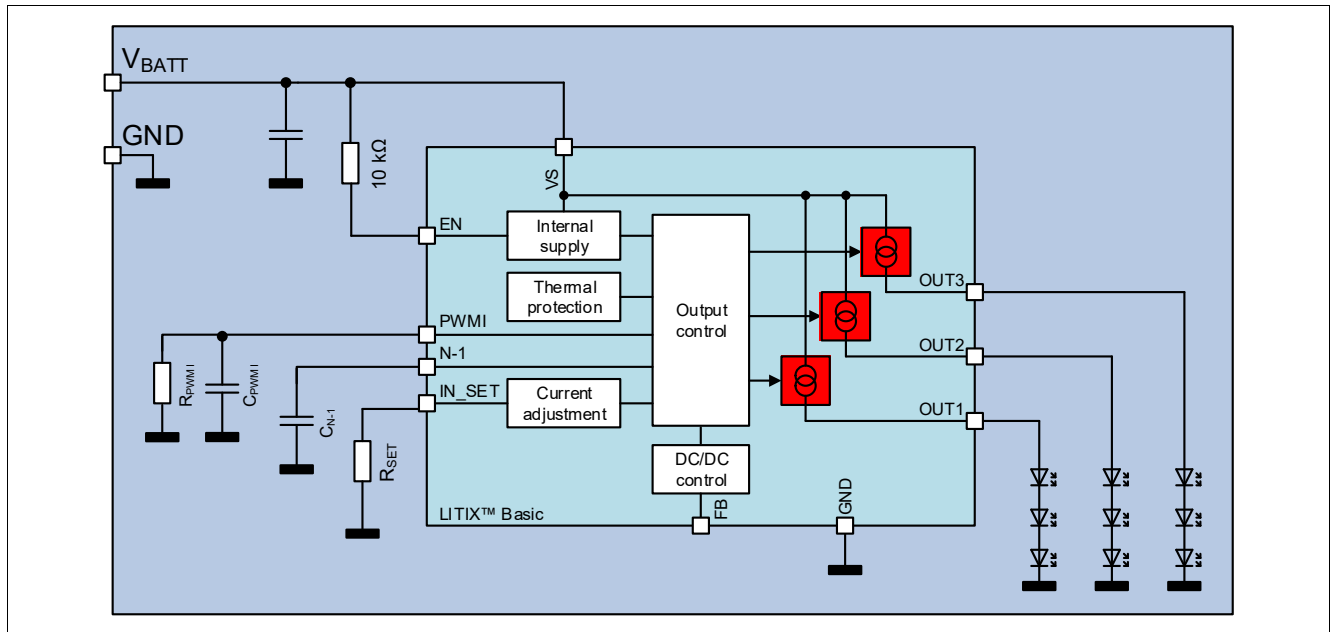 VBATT
GND
10 kΩ
VS
EN
Internal
supply
Thermal
protection
Output
control
OUT3
PWMI
N-1
OUT2
RPWMI
CPWMI
IN_SET
Current
adjustment
OUT1
CN-1
RSET
DC/DC
control
FB
GND
LITIX™ Basic